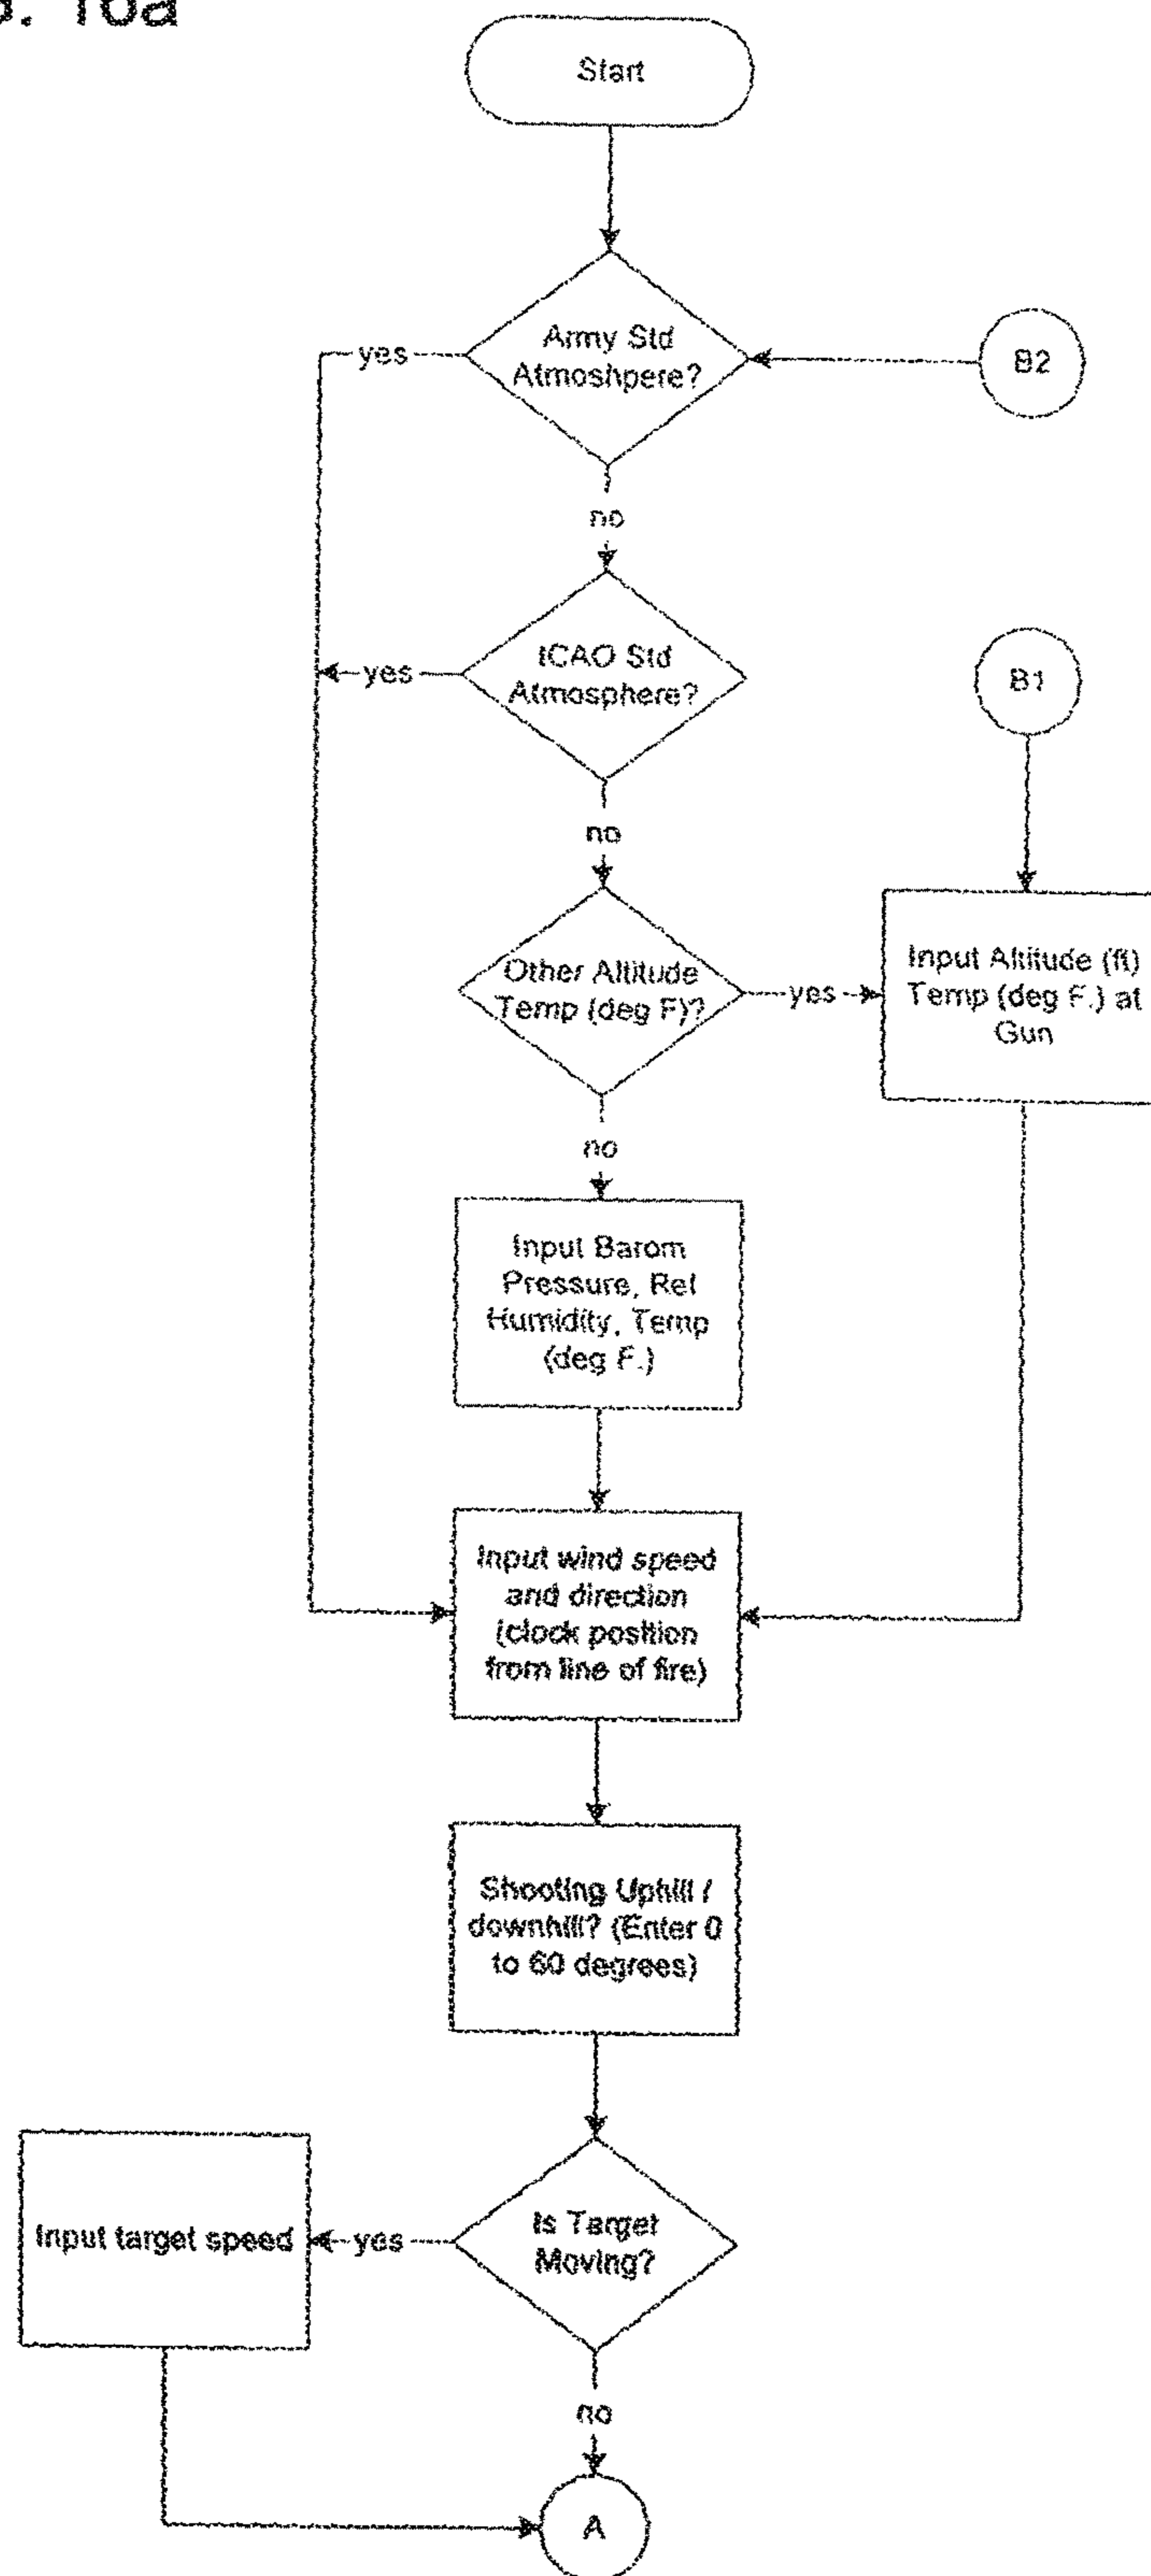 16a
Start
Army Std
Atmoshpere?
yes
B2
no
ICAO Std
Atmosphere?
yes
B1
no
Other Altitude
Temp (deg F)?
yes
Input Altitude (ft)
Temp (deg F.) at
Gun
no
Input Barom
Pressure, Rel
Humidity, Temp
(deg F.)
Input wind speed
and direction
(clock position
from line of fire)
Shooting Uphill /
downhill? (Enter 0
to 60 degrees)
Is Target
Moving?
yes
Input target speed
no
A